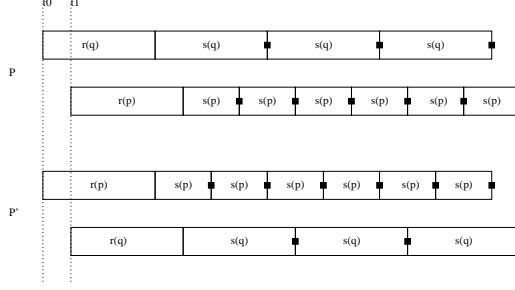 t0 t1
r(q) s(q) s(q) s(q)
P
r(p) s(p) s(p) s(p) s(p) s(p) s(p)
r(p) s(p) s(p) s(p) s(p) s(p) s(p)
P'
r(q) s(q) s(q) s(q)